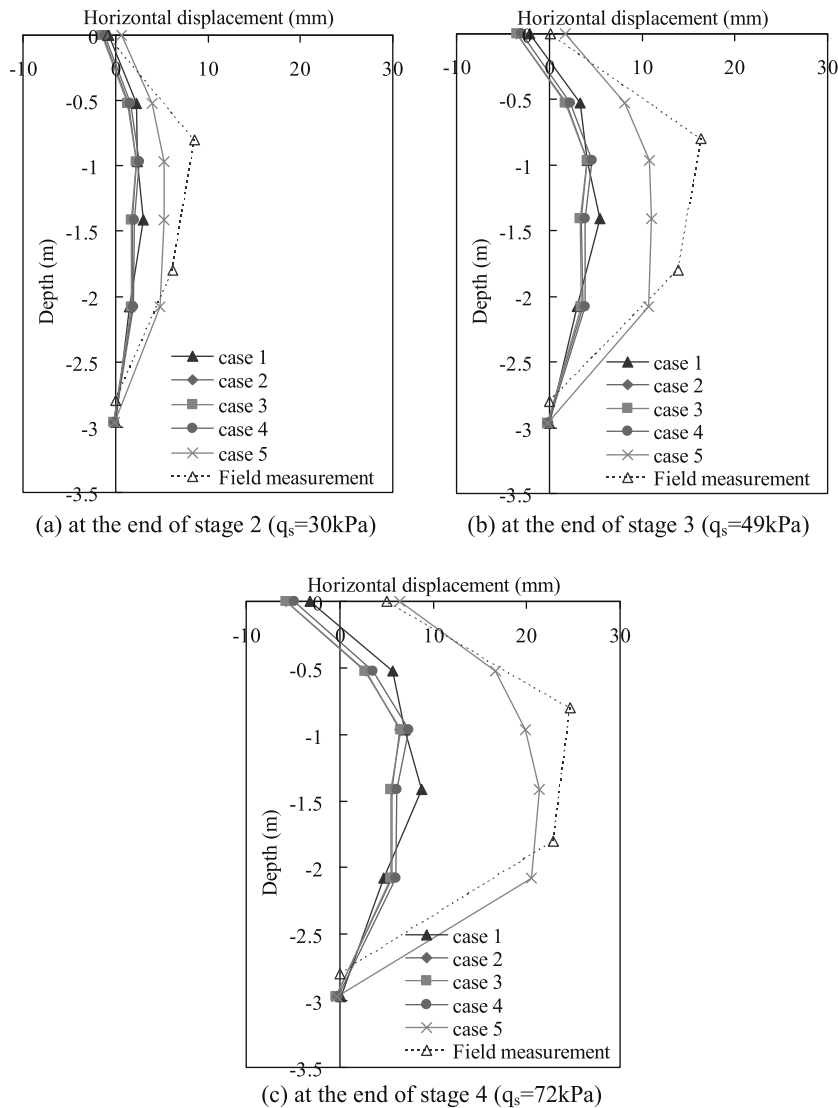 Horizontal displacement (mm)
Horizontal displacement (mm)
-10 0 10 20 30
-10 0 10 20 30
0
0
-0.5
-0.5
-1
-1
-1.5
-1.5
Depth (m)
Depth (m)
-2
-2
-2.5
-2.5
-3
-3
-3.5
-3.5
case 1
case 2
case 3
case 4
case 5
Field measurement
case 1
case 2
case 3
case 4
case 5
Field measurement
(a) at the end of stage 2 (qs=30kPa)
(b) at the end of stage 3 (qs=49kPa)
Horizontal displacement (mm)
-10 0 10 20 30
0
-0.5
-1
-1.5
Depth (m)
-2
-2.5
-3
-3.5
case 1
case 2
case 3
case 4
case 5
Field measurement
(c) at the end of stage 4 (qs=72kPa)